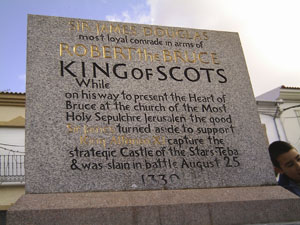 SIR JAMES DOUGLAS
most loyal comrade in arms of
ROBERT THE BRUCE
KING OF SCOTS
While
on his way to present the Heart of
Bruce at the church of the Most
Holy Sepulchre Jerusalem the good
Sir James turned aside to support
capture the
strategic Castle of the Stars-Teba
& was slain in battle August 25
1330